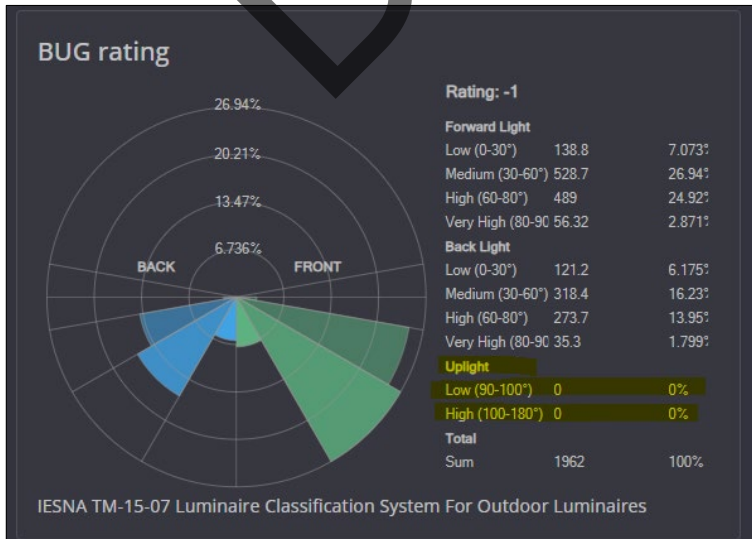 BUG rating
26.94%
20.21%
13.47%
6.736%
BACK
FRONT
Rating: -1
Forward Light
Low (0-30°) 138.8 7.073%
Medium (30-60°) 528.7 26.94%
High (60-80°) 489 24.92%
Very High (80-90 56.32 2.871%
Back Light
Low (0-30°) 121.2 6.175%
Medium (30-60°) 318.4 16.23%
High (60-80°) 273.7 13.95%
Very High (80-90 35.3 1.799%
Uplight
Low (90-100°) 0 0%
High (100-180°) 0 0%
Total
Sum 1962 100%
IESNA TM-15-07 Luminaire Classification System For Outdoor Luminaires